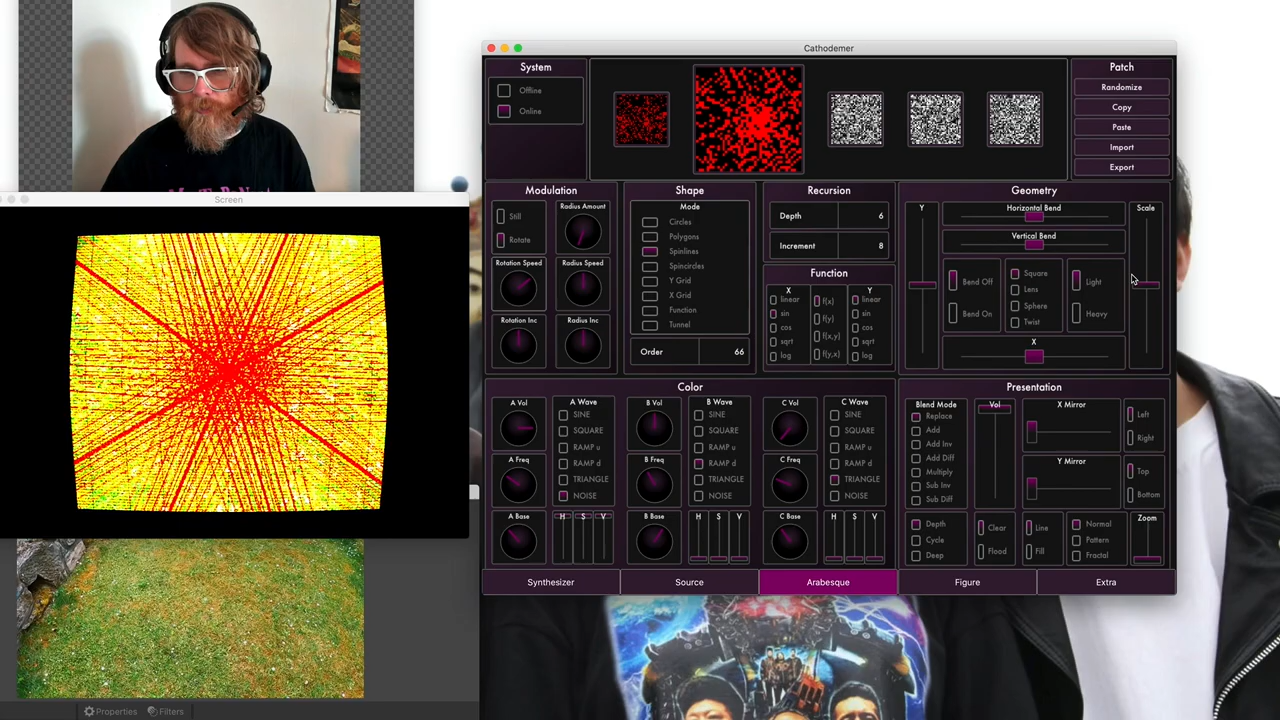 Cathodemer
System
Offline
Online
Patch
Randomize
Copy
Paste
Import
Export
Screen
Modulation
Still
Rotate
Radius Amount
Rotation Speed
Radius Speed
Rotation Inc
Radius Inc
Shape
Mode
Circles
Polygons
Spinlines
Spincircles
Y Grid
X Grid
Function
Tunnel
Order 66
Recursion
Depth 6
Increment 8
Function
X
linear
sin
cos
sqrt
log
f(x)
f(y)
f(x,y)
f(y,x)
Y
linear
sin
cos
sqrt
log
Geometry
Y
Horizontal Bend
Vertical Bend
Bend Off
Bend On
Square
Lens
Sphere
Twist
Light
Heavy
X
Scale
Color
A Vol
A Freq
A Base
A Wave
SINE
SQUARE
RAMP u
RAMP d
TRIANGLE
NOISE
H S V
B Vol
B Freq
B Base
B Wave
SINE
SQUARE
RAMP u
RAMP d
TRIANGLE
NOISE
H S V
C Vol
C Freq
C Base
C Wave
SINE
SQUARE
RAMP u
RAMP d
TRIANGLE
NOISE
H S V
Presentation
Blend Mode
Replace
Add
Add Inv
Add Diff
Multiply
Sub Inv
Sub Diff
Vol
X Mirror
Left
Right
Y Mirror
Top
Bottom
Depth
Cycle
Deep
Clear
Flood
Line
Fill
Normal
Pattern
Fractal
Zoom
Synthesizer
Source
Arabesque
Figure
Extra
Properties
Filters